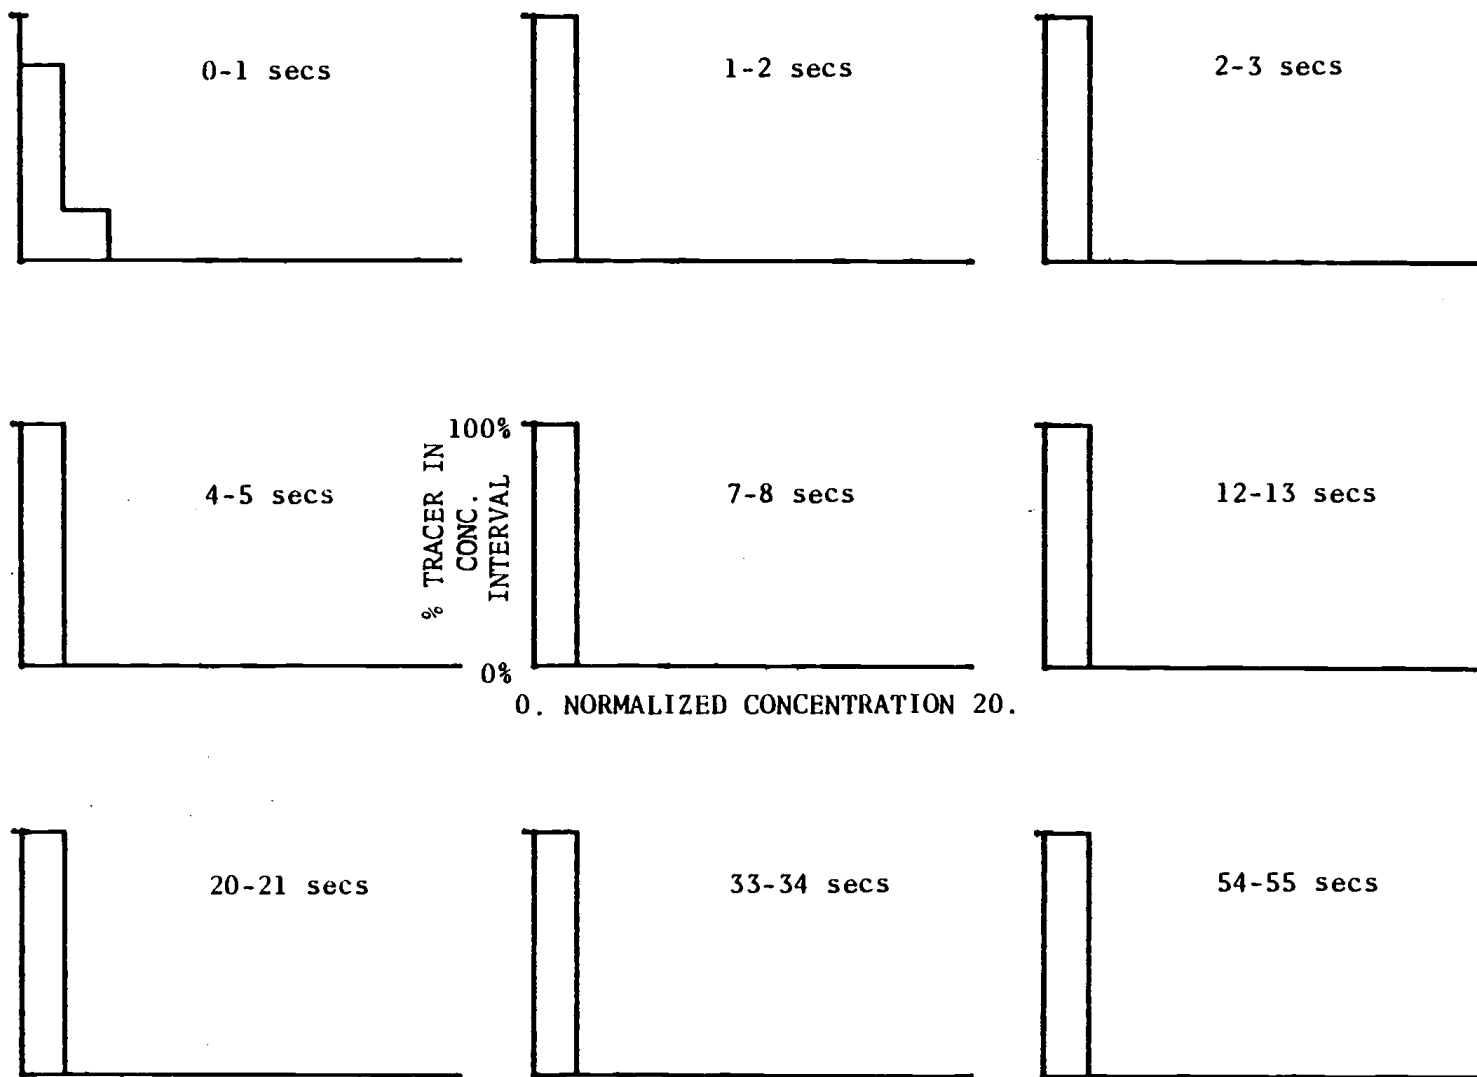 0-1 secs
1-2 secs
2-3 secs
4-5 secs
100%
% TRACER IN
CONC.
INTERVAL
0%
7-8 secs
0. NORMALIZED CONCENTRATION 20.
12-13 secs
20-21 secs
33-34 secs
54-55 secs